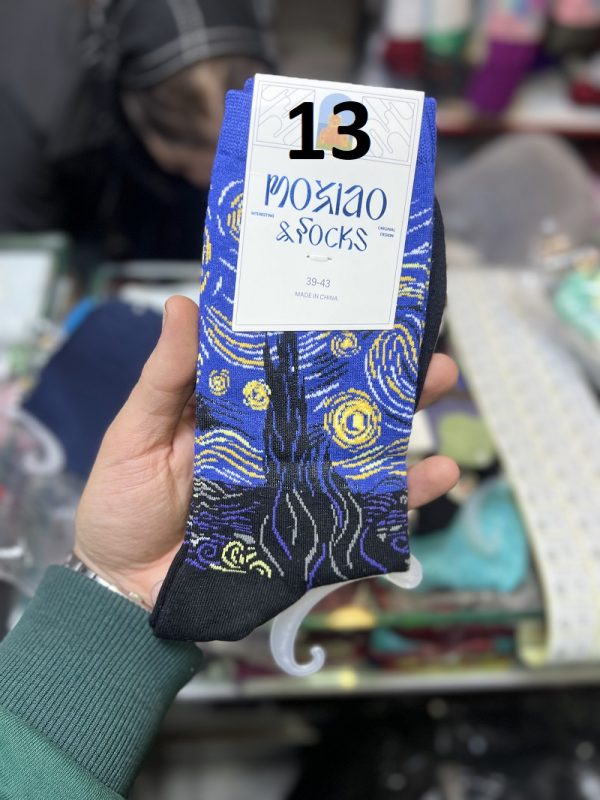 13
MOXIAO
INTERESTING
ORIGINAL
DESIGN
&SOCKS
39-43
MADE IN CHINA